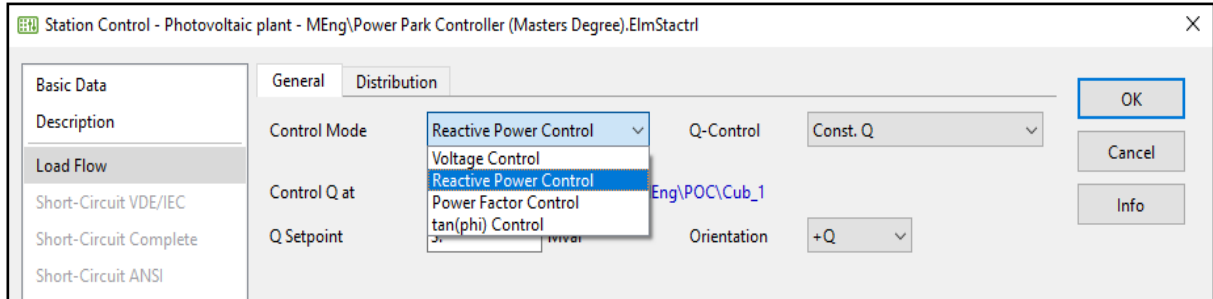 Station Control - Photovoltaic plant - MEng\Power Park Controller (Masters Degree).ElmStactrl
Basic Data
Description
Load Flow
Short-Circuit VDE/IEC
Short-Circuit Complete
Short-Circuit ANSI
General Distribution
Control Mode Reactive Power Control Q-Control Const. Q
Voltage Control
Reactive Power Control
Power Factor Control
tan(phi) Control
Control Q at Eng\POC\Cub_1
Q Setpoint Orientation +Q
OK
Cancel
Info